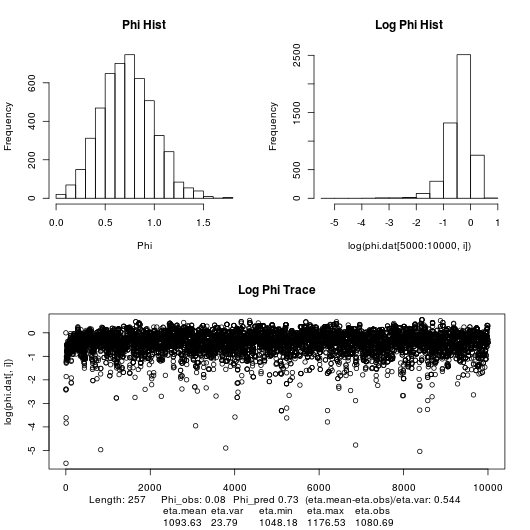 Phi Hist
Log Phi Hist
Frequency
0
200
400
600
0.0
0.5
1.0
1.5
Phi
Frequency
0
500
1500
2500
-5
-4
-3
-2
-1
0
1
log(phi.dat[5000:10000, i])
Log Phi Trace
log(phi.dat[, i])
0
-1
-2
-3
-4
-5
0
2000
4000
6000
8000
10000
Length: 257 Phi_obs: 0.08 Phi_pred 0.73 (eta.mean-eta.obs)/eta.var: 0.544
eta.mean eta.var eta.min eta.max eta.obs
1093.63 23.79 1048.18 1176.53 1080.69